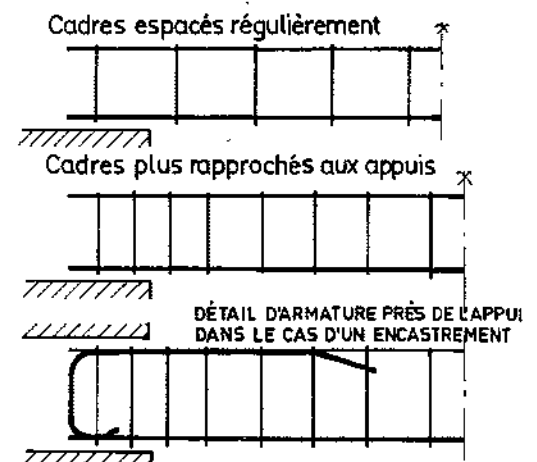 Cadres espacés régulièrement
Cadres plus rapprochés aux appuis
DÉTAIL D'ARMATURE PRÈS DE L'APPUI
DANS LE CAS D'UN ENCASTREMENT